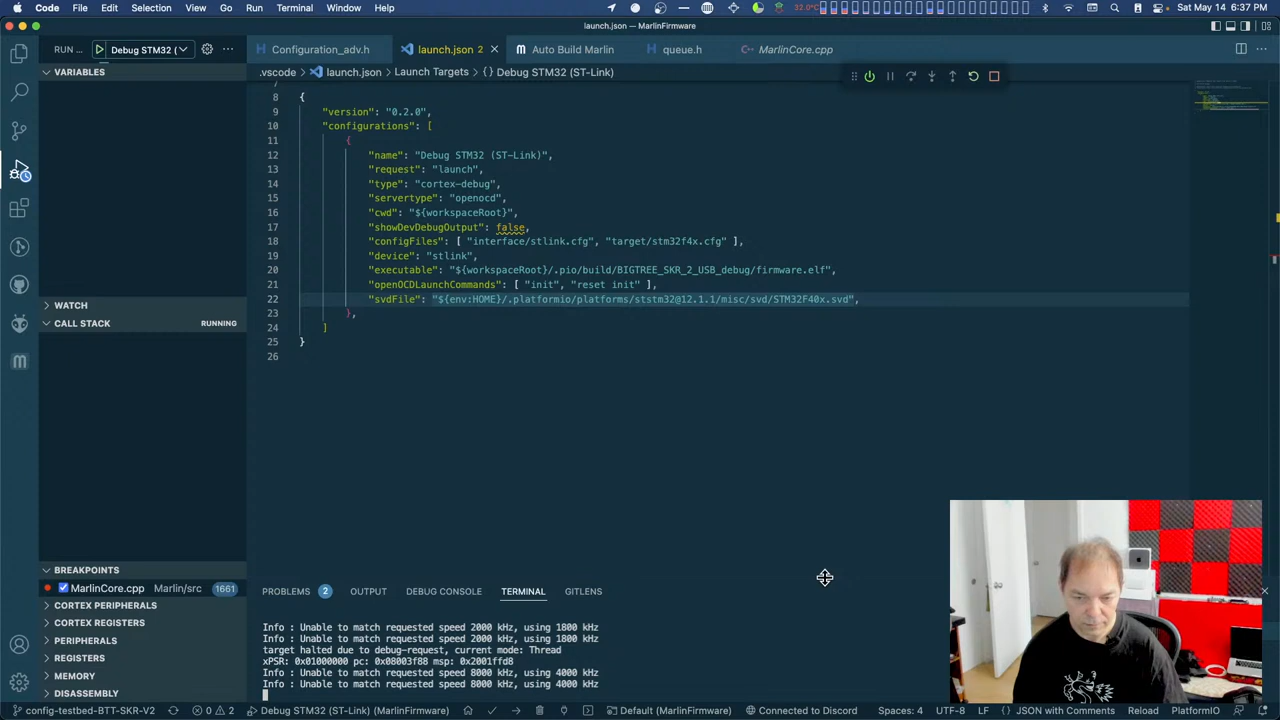 Code File Edit Selection View Go Run Terminal Window Help
32.0°C
Sat May 14 6:37 PM
launch.json — MarlinFirmware
RUN ...
Debug STM32 (
Configuration_adv.h
launch.json 2
Auto Build Marlin
queue.h
MarlinCore.cpp
VARIABLES
.vscode > launch.json > Launch Targets > {} Debug STM32 (ST-Link)
7
8 {
9 "version": "0.2.0",
10 "configurations": [
11 {
12 "name": "Debug STM32 (ST-Link)",
13 "request": "launch",
14 "type": "cortex-debug",
15 "servertype": "openocd",
16 "cwd": "${workspaceRoot}",
17 "showDevDebugOutput": false,
18 "configFiles": [ "interface/stlink.cfg", "target/stm32f4x.cfg" ],
19 "device": "stlink",
20 "executable": "${workspaceRoot}/.pio/build/BIGTREE_SKR_2_USB_debug/firmware.elf",
21 "openOCDLaunchCommands": [ "init", "reset init" ],
22 "svdFile": "${env:HOME}/.platformio/platforms/ststm32@12.1.1/misc/svd/STM32F40x.svd",
23 },
24 ]
25 }
26
WATCH
CALL STACK RUNNING
BREAKPOINTS
MarlinCore.cpp Marlin/src 1661
CORTEX PERIPHERALS
CORTEX REGISTERS
PERIPHERALS
REGISTERS
MEMORY
DISASSEMBLY
PROBLEMS 2 OUTPUT DEBUG CONSOLE TERMINAL GITLENS
Info : Unable to match requested speed 2000 kHz, using 1800 kHz
Info : Unable to match requested speed 2000 kHz, using 1800 kHz
target halted due to debug-request, current mode: Thread
xPSR: 0x01000000 pc: 0x08003f88 msp: 0x2001ffd8
Info : Unable to match requested speed 8000 kHz, using 4000 kHz
Info : Unable to match requested speed 8000 kHz, using 4000 kHz
config-testbed-BTT-SKR-V2 0 2 Debug STM32 (ST-Link) (MarlinFirmware) Default (MarlinFirmware) Connected to Discord Spaces: 4 UTF-8 LF {} JSON with Comments Reload PlatformIO